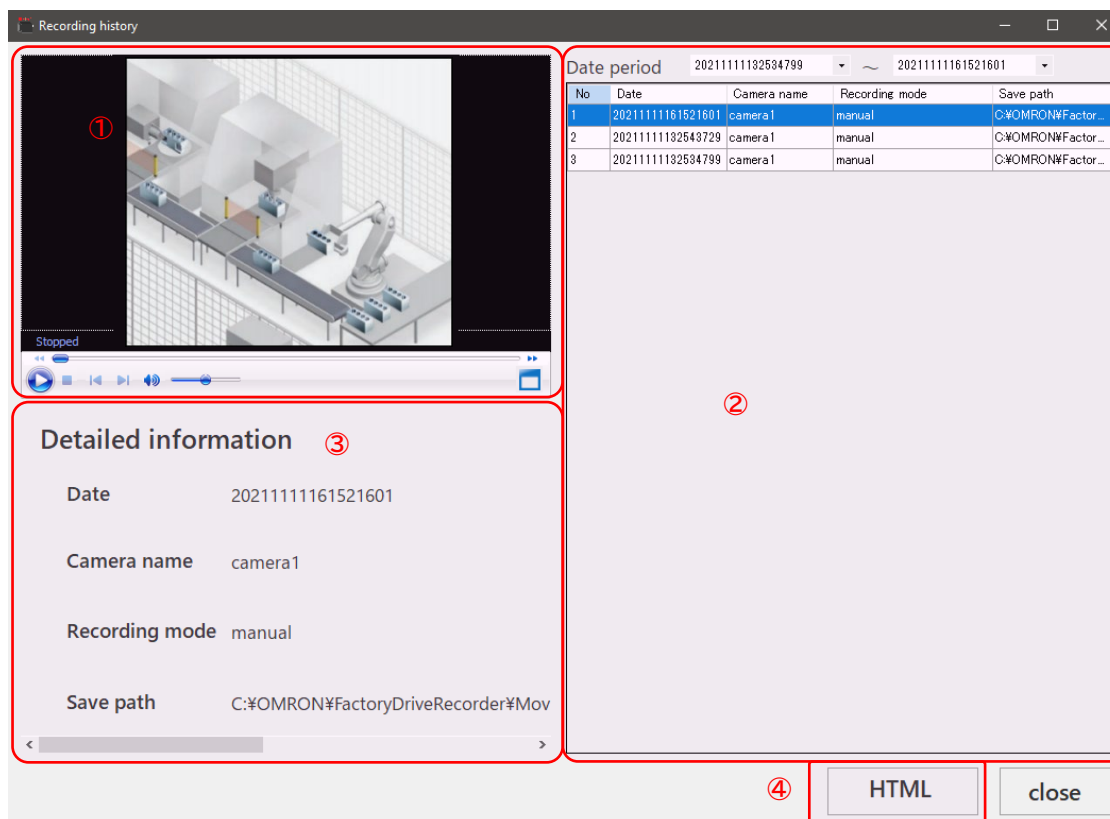 Recording history
①
Stopped
Date period 20211111132534799 ～ 20211111161521601
No Date Camera name Recording mode Save path
1 20211111161521601 camera1 manual C:¥OMRON¥Factor...
2 20211111132543729 camera1 manual C:¥OMRON¥Factor...
3 20211111132534799 camera1 manual C:¥OMRON¥Factor...
②
Detailed information ③
Date 20211111161521601
Camera name camera1
Recording mode manual
Save path C:¥OMRON¥FactoryDriveRecorder¥Mov
④ HTML close